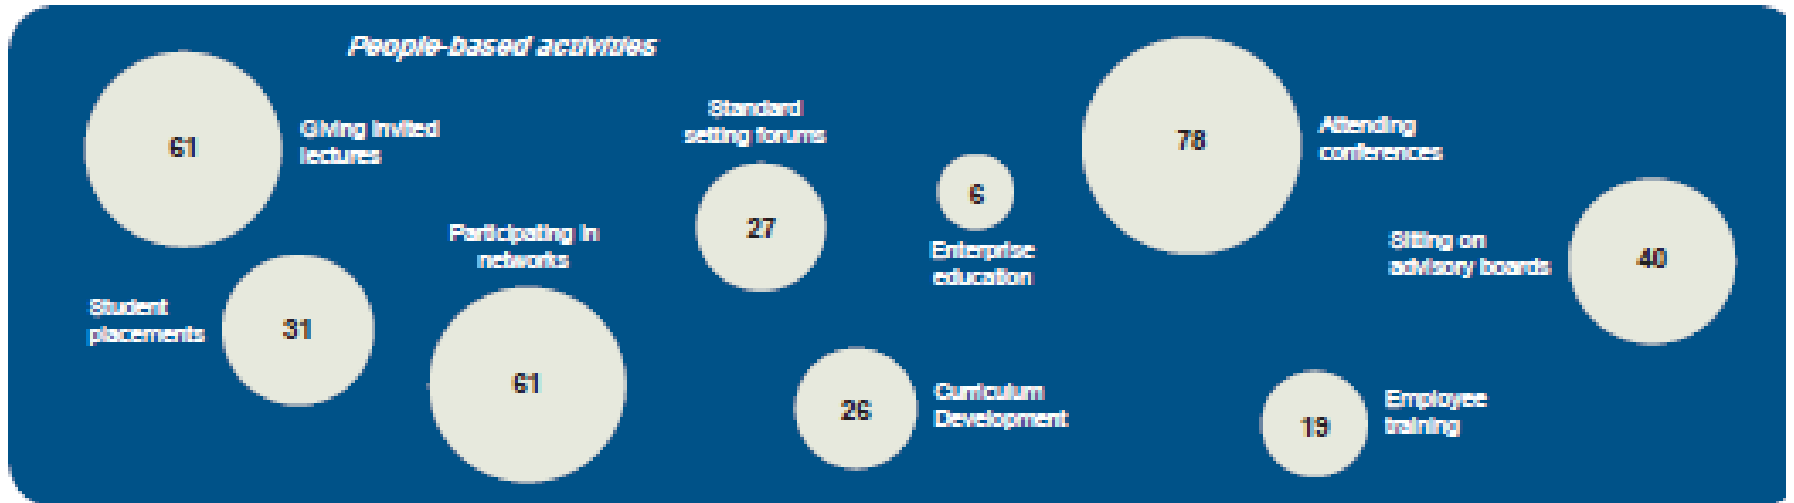 People-based activities
61
Giving invited
lectures
Standard
setting forums
27
6
Enterprise
education
78
Attending
conferences
Sitting on
advisory boards
40
Student
placements
31
Participating in
networks
61
26
Curriculum
Development
19
Employee
training